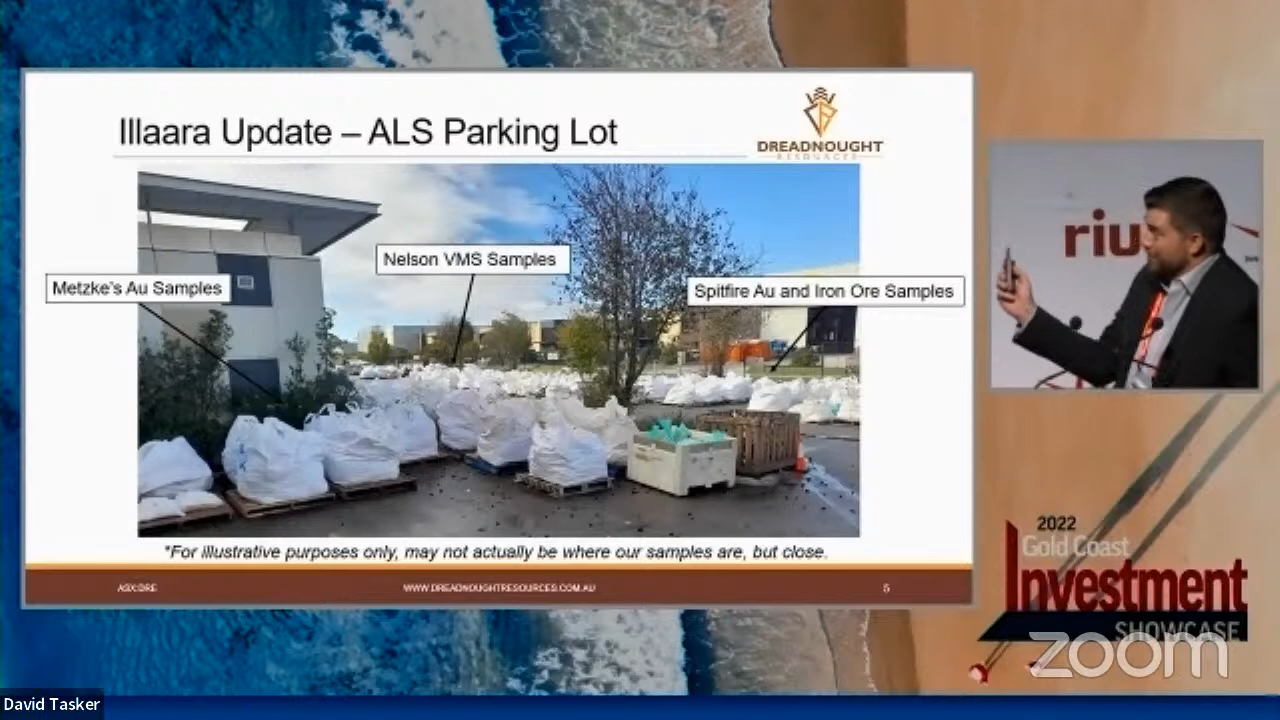 Illaara Update – ALS Parking Lot
DREADNOUGHT
RESOURCES
Nelson VMS Samples
Metzke's Au Samples
Spitfire Au and Iron Ore Samples
*For illustrative purposes only, may not actually be where our samples are, but close.
ASX:DRE
WWW.DREADNOUGHTRESOURCES.COM.AU
5
riu
2022
Gold Coast
Investment
SHOWCASE
zoom
David Tasker